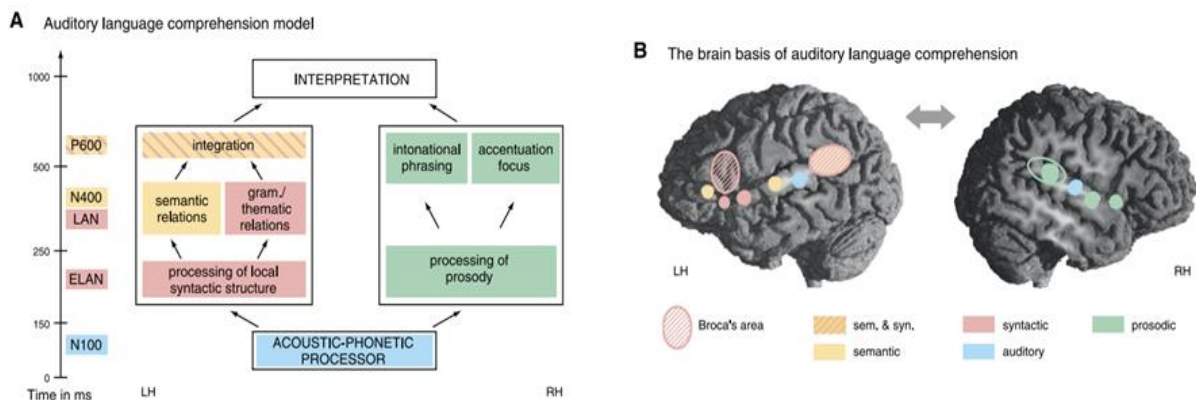 A Auditory language comprehension model
1000
500
250
150
0
Time in ms
P600
N400
LAN
ELAN
N100
INTERPRETATION
integration
semantic
relations
gram./
thematic
relations
processing of local
syntactic structure
intonational
phrasing
accentuation
focus
processing of
prosody
ACOUSTIC-PHONETIC
PROCESSOR
LH
RH
B The brain basis of auditory language comprehension
LH
RH
Broca's area
sem. & syn.
semantic
syntactic
auditory
prosodic